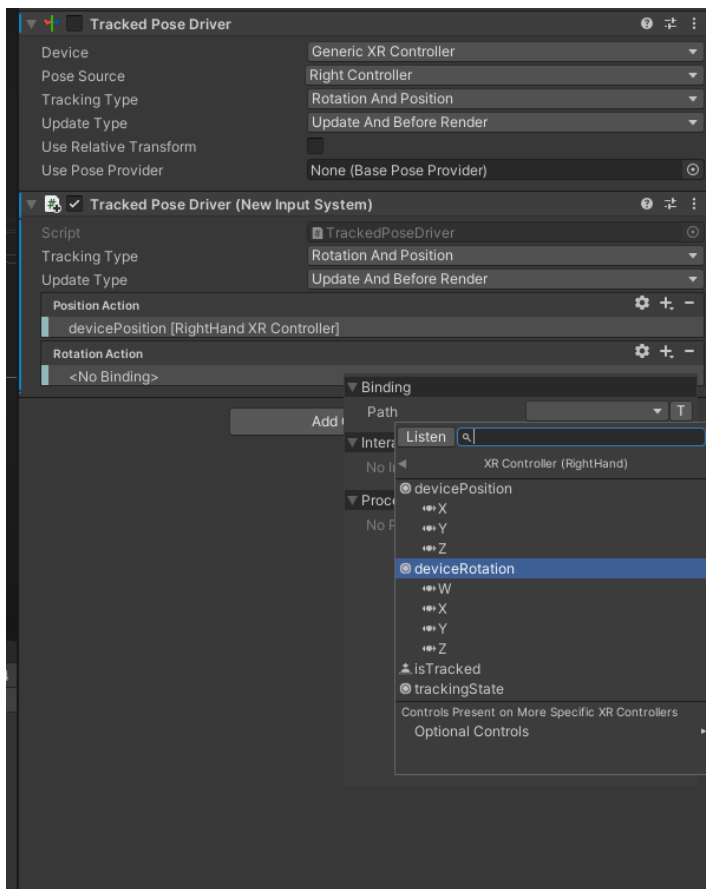 Tracked Pose Driver
Device Generic XR Controller
Pose Source Right Controller
Tracking Type Rotation And Position
Update Type Update And Before Render
Use Relative Transform
Use Pose Provider None (Base Pose Provider)
Tracked Pose Driver (New Input System)
Script TrackedPoseDriver
Tracking Type Rotation And Position
Update Type Update And Before Render
Position Action
devicePosition [RightHand XR Controller]
Rotation Action
<No Binding>
Binding
Add
Path T
Listen
Intera
XR Controller (RightHand)
No I
devicePosition
Proce
X
No P
Y
Z
deviceRotation
W
X
Y
Z
isTracked
trackingState
Controls Present on More Specific XR Controllers
Optional Controls